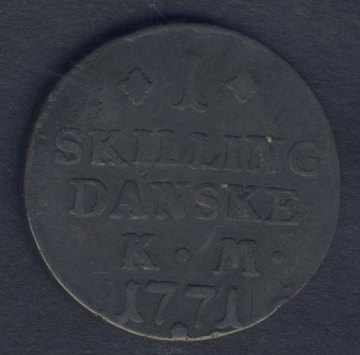 1
SKILLING
DANSKE
K · M ·
1771